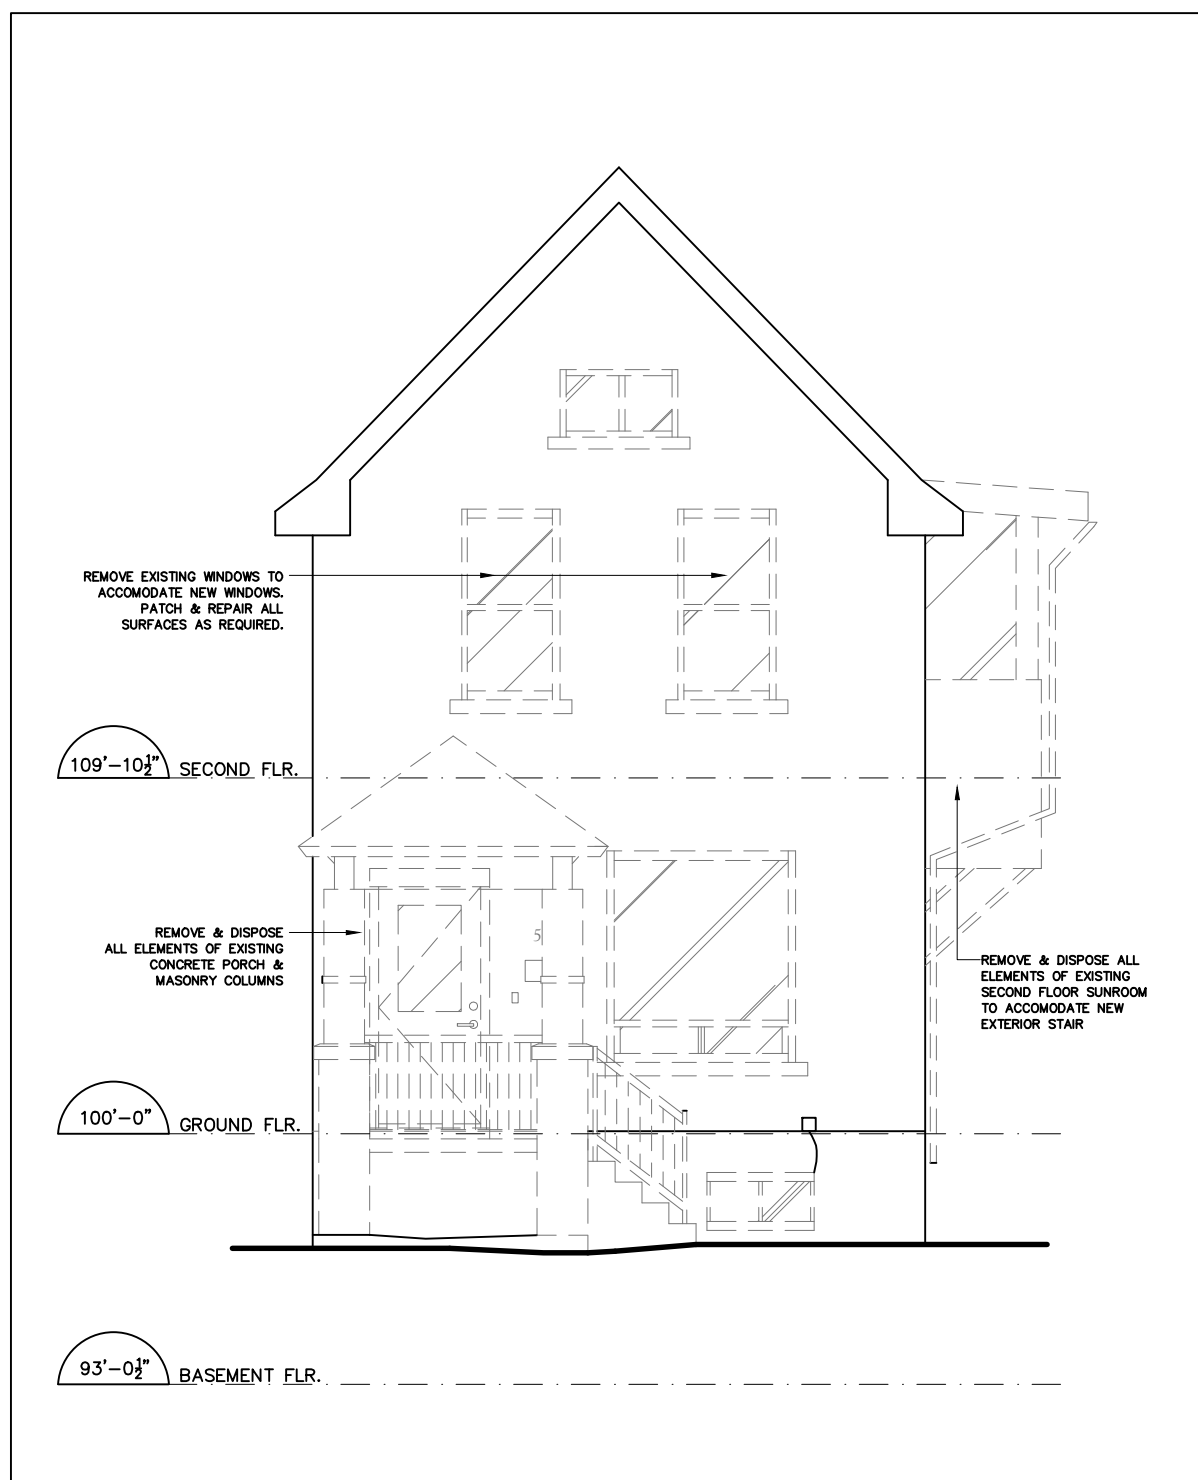 REMOVE EXISTING WINDOWS TO
ACCOMODATE NEW WINDOWS.
PATCH & REPAIR ALL
SURFACES AS REQUIRED.
109'-10½" SECOND FLR.
REMOVE & DISPOSE
ALL ELEMENTS OF EXISTING
CONCRETE PORCH &
MASONRY COLUMNS
5
REMOVE & DISPOSE ALL
ELEMENTS OF EXISTING
SECOND FLOOR SUNROOM
TO ACCOMODATE NEW
EXTERIOR STAIR
100'-0" GROUND FLR.
93'-0½" BASEMENT FLR.